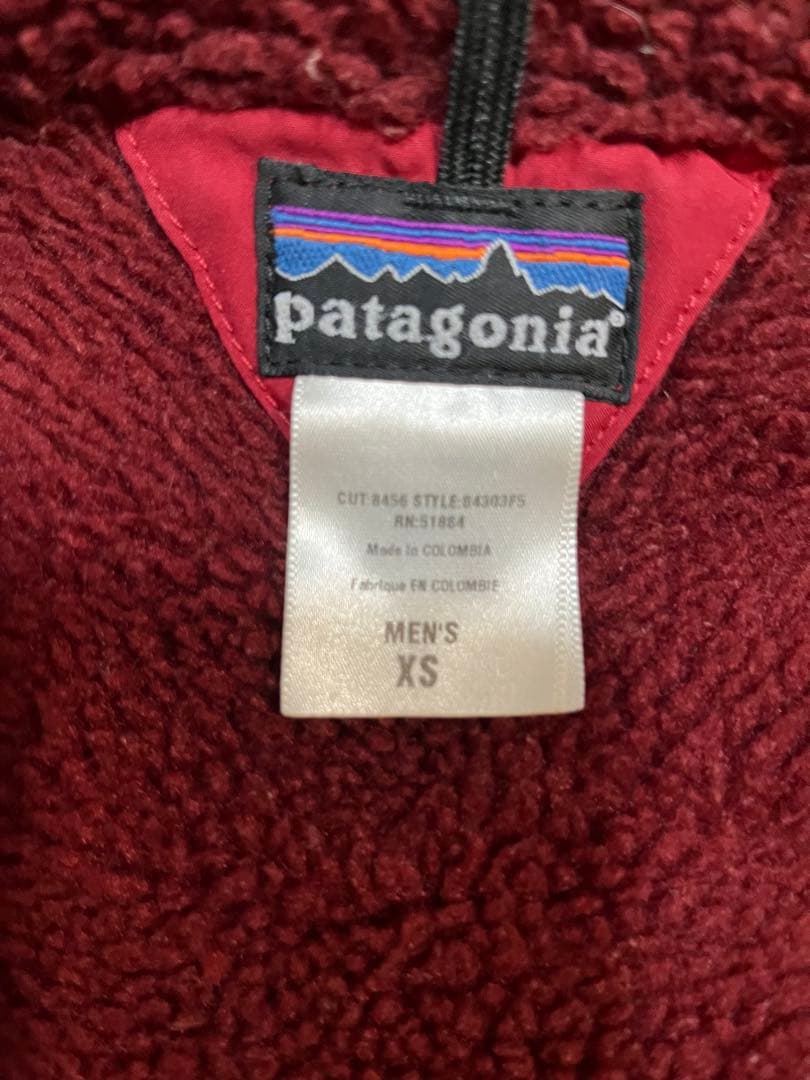 patagonia®
CUT:8456 STYLE:84303F5
RN:51884
Made in COLOMBIA
Fabrique EN COLOMBIE
MEN'S
XS